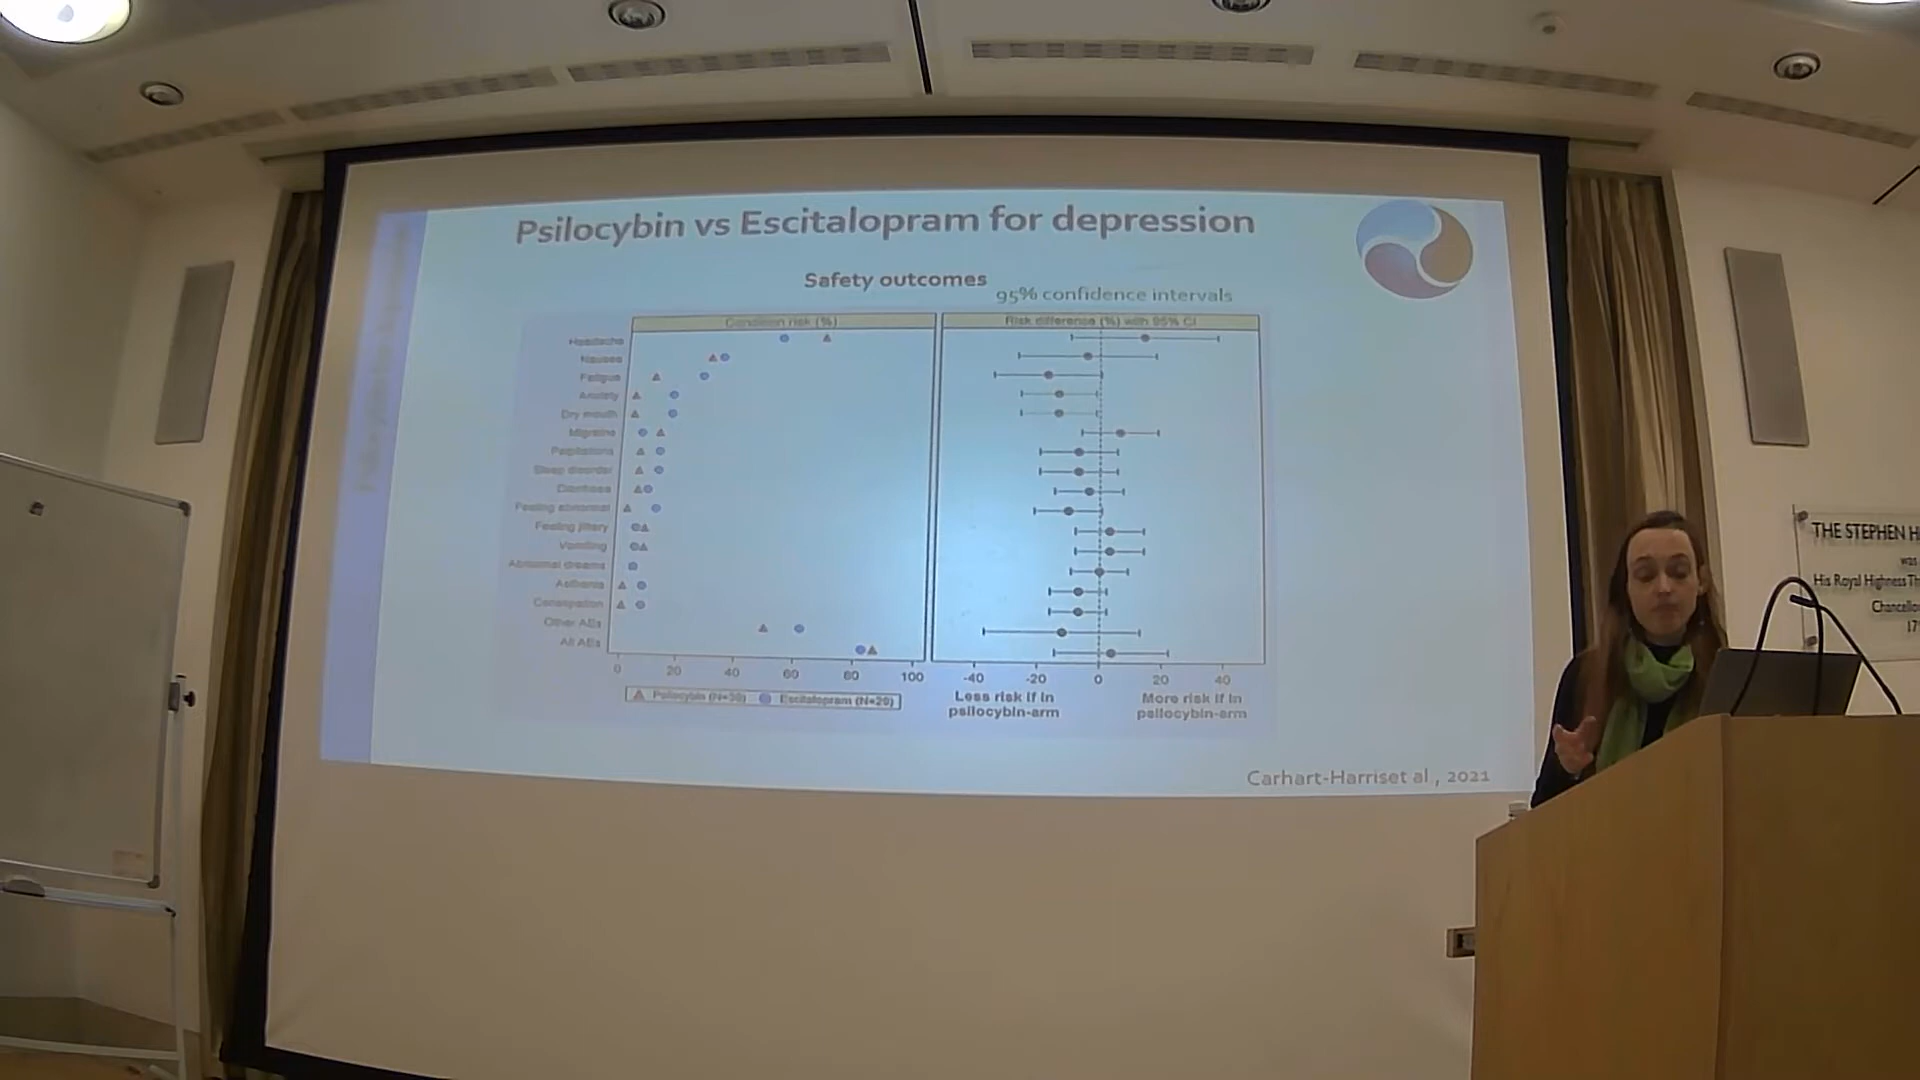 Psilocybin vs Escitalopram for depression
Safety outcomes
95% confidence intervals
Condition risk (%)
Risk difference (%) with 95% CI
Headache
Nausea
Fatigue
Anxiety
Dry mouth
Migraine
Palpitations
Sleep disorder
Diarrhoea
Feeling abnormal
Feeling jittery
Vomiting
Abnormal dreams
Asthenia
Constipation
Other AEs
All AEs
0 20 40 60 80 100
-40 -20 0 20 40
Psilocybin (N=30) Escitalopram (N=29)
Less risk if in
psilocybin-arm
More risk if in
psilocybin-arm
Carhart-Harriset al , 2021
THE STEPHEN H
was
His Royal Highness Th
Chancello
17